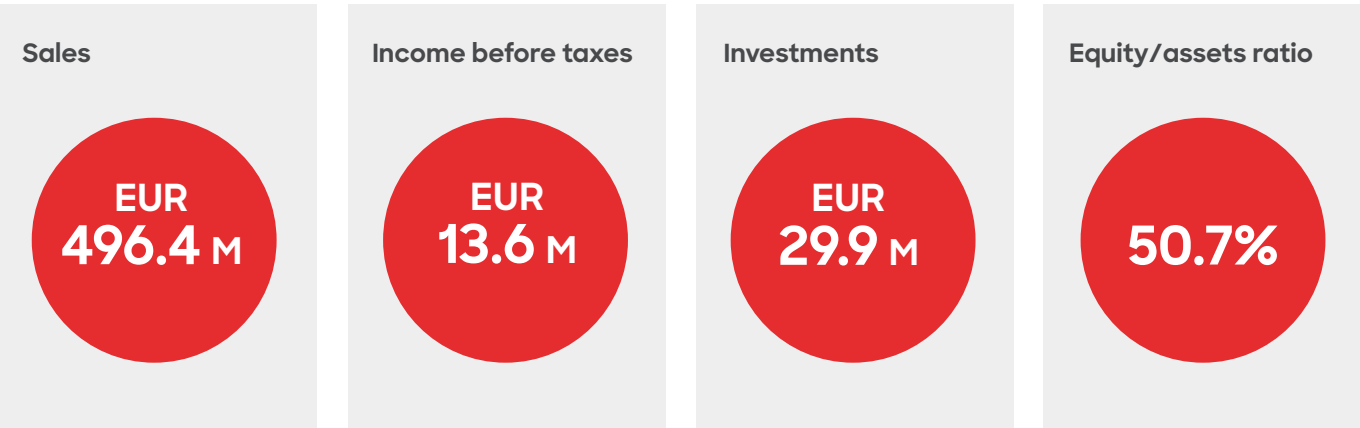 Sales
EUR
496.4 M
Income before taxes
EUR
13.6 M
Investments
EUR
29.9 M
Equity/assets ratio
50.7%